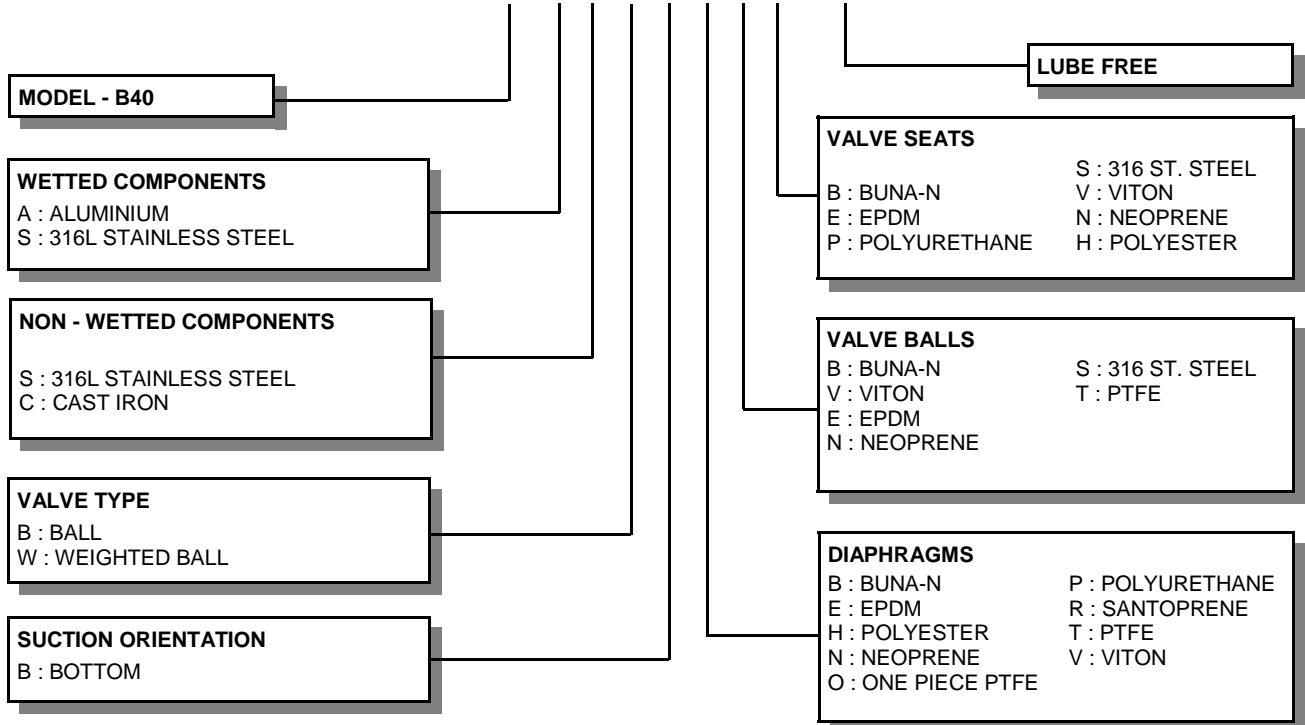 MODEL - B40
WETTED COMPONENTS
A : ALUMINIUM
S : 316L STAINLESS STEEL
NON - WETTED COMPONENTS
S : 316L STAINLESS STEEL
C : CAST IRON
VALVE TYPE
B : BALL
W : WEIGHTED BALL
SUCTION ORIENTATION
B : BOTTOM
LUBE FREE
VALVE SEATS
S : 316 ST. STEEL
B : BUNA-N V : VITON
E : EPDM N : NEOPRENE
P : POLYURETHANE H : POLYESTER
VALVE BALLS
B : BUNA-N S : 316 ST. STEEL
V : VITON T : PTFE
E : EPDM
N : NEOPRENE
DIAPHRAGMS
B : BUNA-N P : POLYURETHANE
E : EPDM R : SANTOPRENE
H : POLYESTER T : PTFE
N : NEOPRENE V : VITON
O : ONE PIECE PTFE